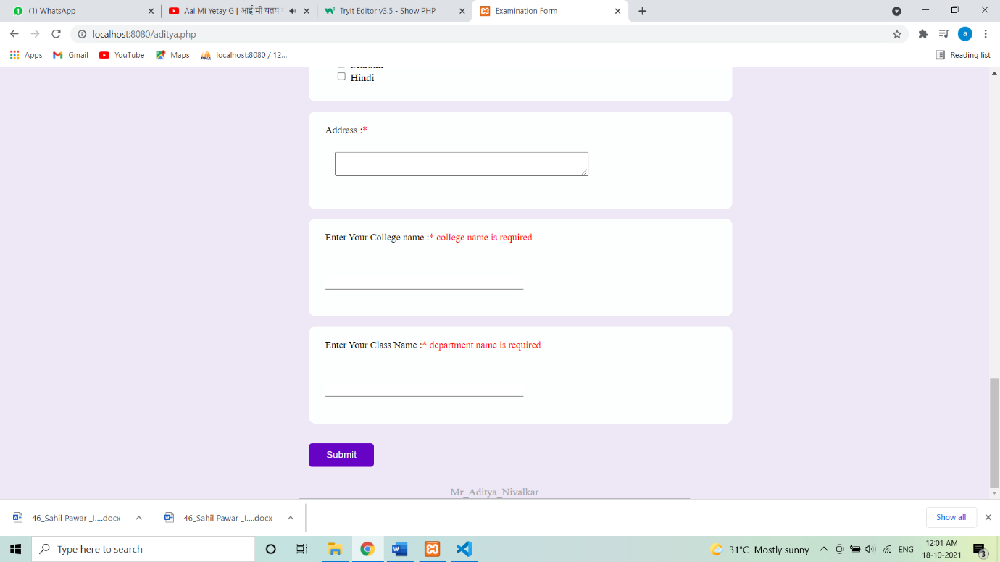 (1) WhatsApp
Aai Mi Yetay G | आई मी यतय
Tryit Editor v3.5 - Show PHP
Examination Form
localhost:8080/aditya.php
a
Apps
Gmail
YouTube
Maps
localhost:8080 / 12...
Reading list
Hindi
Address :*
Enter Your College name :* college name is required
Enter Your Class Name :* department name is required
Submit
Mr_Aditya_Nivalkar
46_Sahil Pawar _I....docx
46_Sahil Pawar _I....docx
Show all
Type here to search
31°C Mostly sunny
ENG
12:01 AM
18-10-2021
3